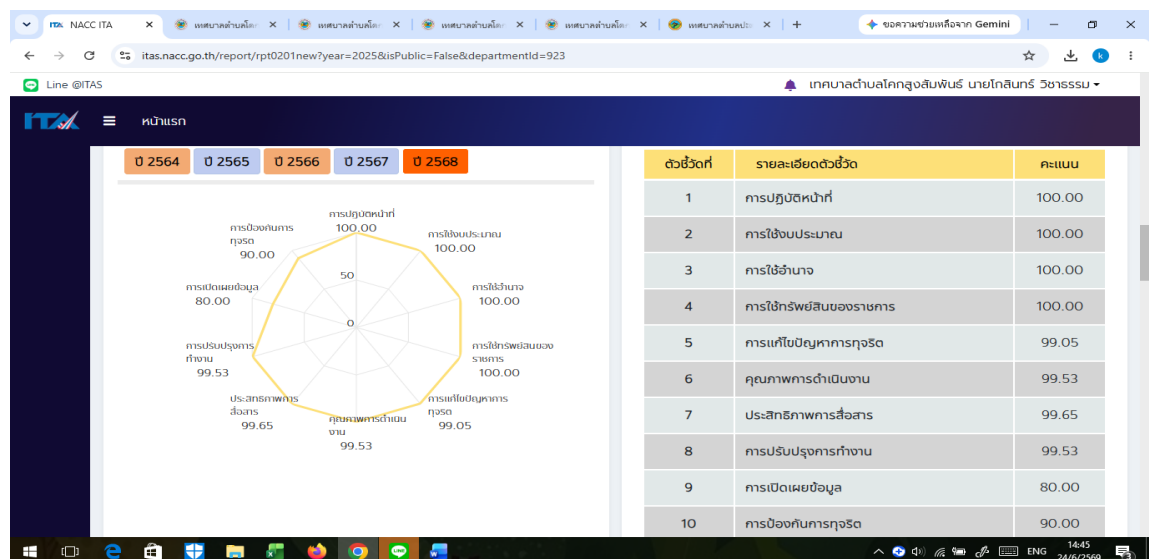 NACC ITA
เทศบาลตำบลโคก
เทศบาลตำบลโคก
เทศบาลตำบลโคก
เทศบาลตำบลโคก
เทศบาลตำบลปะ
ขอความช่วยเหลือจาก Gemini
itas.nacc.go.th/report/rpt0201new?year=2025&isPublic=False&departmentId=923
k
Line @ITAS
เทศบาลตำบลโคกสูงสัมพันธ์ นายโกสินทร์ วิชาธรรม
ITA
หน้าแรก
ปี 2564 ปี 2565 ปี 2566 ปี 2567 ปี 2568
การปฏิบัติหน้าที่
100.00
การใช้งบประมาณ
100.00
การใช้อำนาจ
100.00
การใช้ทรัพย์สินของ
ราชการ
100.00
การแก้ไขปัญหาการ
ทุจริต
99.05
คุณภาพการดำเนิน
งาน
99.53
ประสิทธิภาพการ
สื่อสาร
99.65
การปรับปรุงการ
ทำงาน
99.53
การเปิดเผยข้อมูล
80.00
การป้องกันการ
ทุจริต
90.00
50
0
ตัวชี้วัดที่ รายละเอียดตัวชี้วัด คะแนน
1 การปฏิบัติหน้าที่ 100.00
2 การใช้งบประมาณ 100.00
3 การใช้อำนาจ 100.00
4 การใช้ทรัพย์สินของราชการ 100.00
5 การแก้ไขปัญหาการทุจริต 99.05
6 คุณภาพการดำเนินงาน 99.53
7 ประสิทธิภาพการสื่อสาร 99.65
8 การปรับปรุงการทำงาน 99.53
9 การเปิดเผยข้อมูล 80.00
10 การป้องกันการทุจริต 90.00
ENG
14:45
24/6/2569